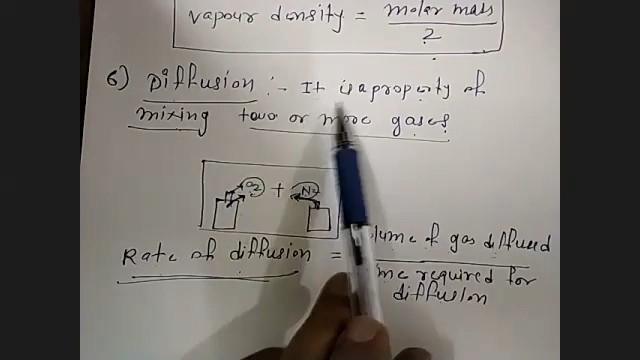 vapour density = molar mass
2
6) Diffusion :- It is a property of
mixing two or more gases
O2 + N2
Rate of diffusion = volume of gas diffused
required for
diffusion